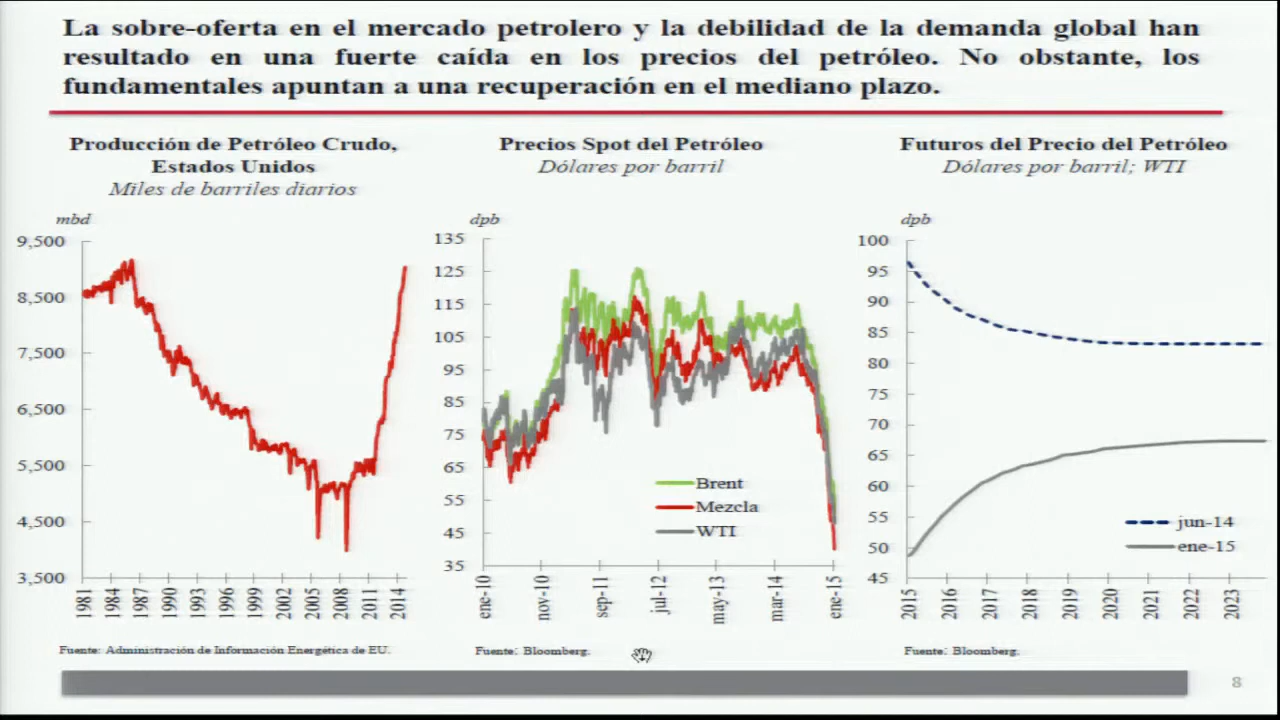 La sobre-oferta en el mercado petrolero y la debilidad de la demanda global han
resultado en una fuerte caída en los precios del petróleo. No obstante, los
fundamentales apuntan a una recuperación en el mediano plazo.
Producción de Petróleo Crudo,
Estados Unidos
Miles de barriles diarios
mbd
9,500
8,500
7,500
6,500
5,500
4,500
3,500
1981 1984 1987 1990 1993 1996 1999 2002 2005 2008 2011 2014
Fuente: Administración de Información Energética de EU.
Precios Spot del Petróleo
Dólares por barril
dpb
135
125
115
105
95
85
75
65
55
45
35
Brent
Mezcla
WTI
ene-10 nov-10 sep-11 jul-12 may-13 mar-14 ene-15
Fuente: Bloomberg.
Futuros del Precio del Petróleo
Dólares por barril; WTI
dpb
100
95
90
85
80
75
70
65
60
55
50
45
jun-14
ene-15
2015 2016 2017 2018 2019 2020 2021 2022 2023
Fuente: Bloomberg.
8